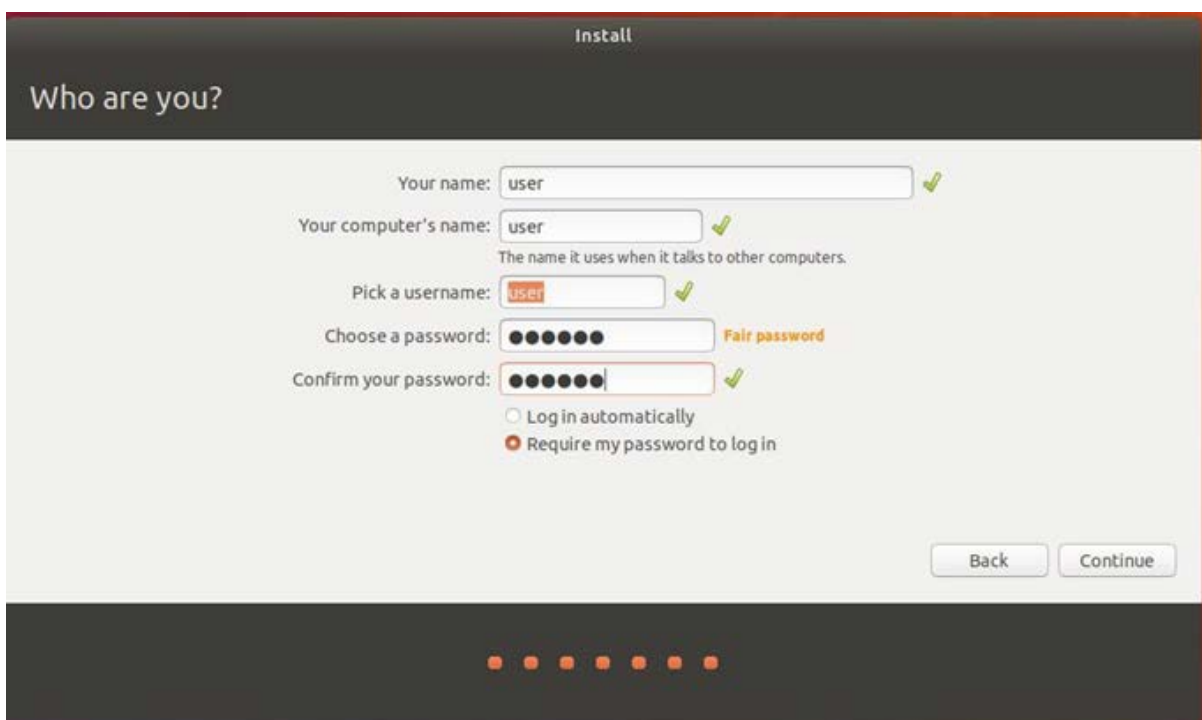 Install
Who are you?
Your name: user
Your computer's name: user
The name it uses when it talks to other computers.
Pick a username: user
Choose a password: ●●●●●● Fair password
Confirm your password: ●●●●●●
Log in automatically
Require my password to log in
Back Continue